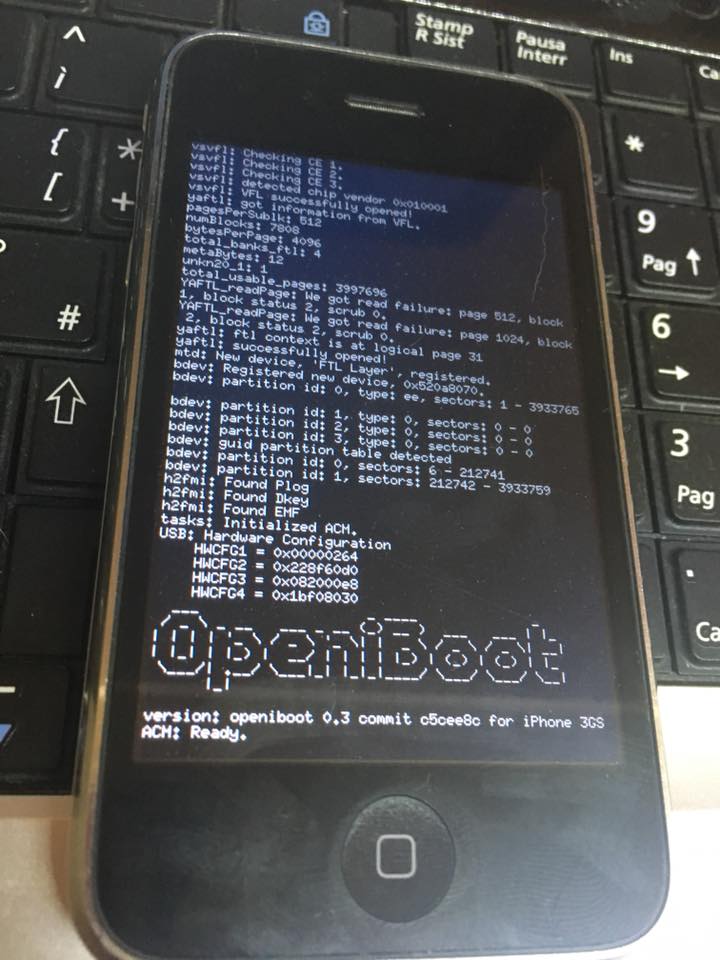 ^
ì
{
[
*
+
#
Stamp
R Sist
Pausa
Interr
Ins
*
9
Pag ↑
6
→
3
Pag
.
vsvfl: Checking CE 1.
vsvfl: Checking CE 2.
vsvfl: Checking CE 3.
vsvfl: detected chip vendor 0x010001
vsvfl: VFL successfully opened!
yaftl: got information from VFL.
pagesPerSublk: 512
numBlocks: 7808
bytesPerPage: 4096
total_banks_ftl: 4
metaBytes: 12
unkn20_1: 1
total_usable_pages: 3997696
YAFTL_readPage: We got read failure: page 512, block
1, block status 2, scrub 0.
YAFTL_readPage: We got read failure: page 1024, block
2, block status 2, scrub 0.
yaftl: ftl context is at logical page 31
yaftl: successfully opened!
mtd: New device, 'FTL Layer', registered.
bdev: Registered new device, 0x520a8070.
bdev: partition id: 0, type: ee, sectors: 1 - 3933765
bdev: partition id: 1, type: 0, sectors: 0 - 0
bdev: partition id: 2, type: 0, sectors: 0 - 0
bdev: partition id: 3, type: 0, sectors: 0 - 0
bdev: guid partition table detected
bdev: partition id: 0, sectors: 6 - 212741
bdev: partition id: 1, sectors: 212742 - 3933759
h2fmi: Found Plog
h2fmi: Found Dkey
h2fmi: Found EMF
tasks: Initialized ACM.
USB: Hardware Configuration
HWCFG1 = 0x00000264
HWCFG2 = 0x228f60d0
HWCFG3 = 0x082000e8
HWCFG4 = 0x1bf08030
OpeniBoot
version: openiboot 0.3 commit c5cee8c for iPhone 3GS
ACM: Ready.